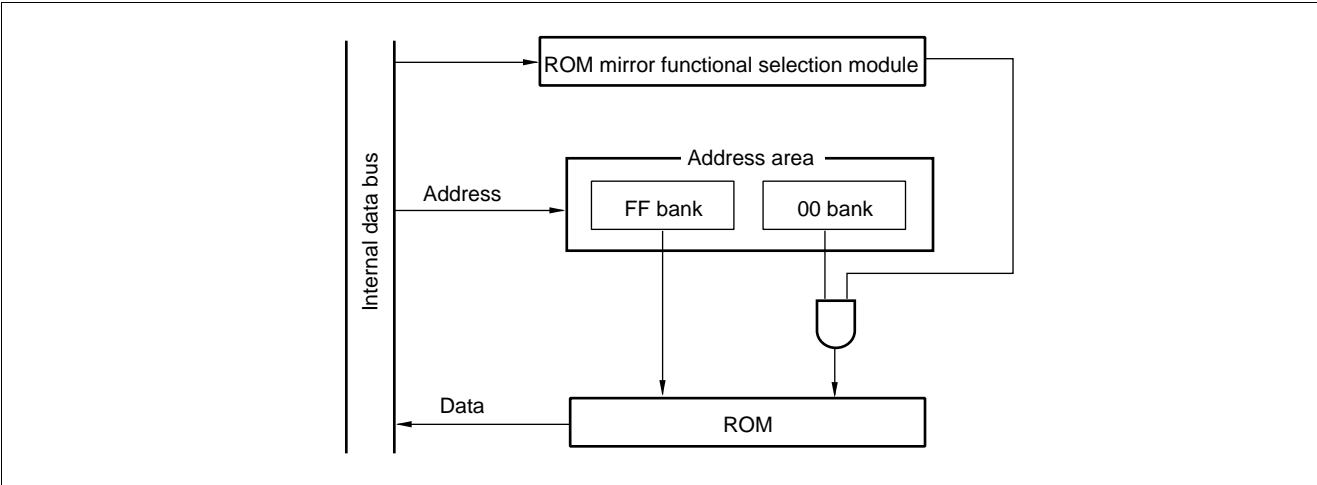 ROM mirror functional selection module
Address area
Address
FF bank
00 bank
Internal data bus
Data
ROM